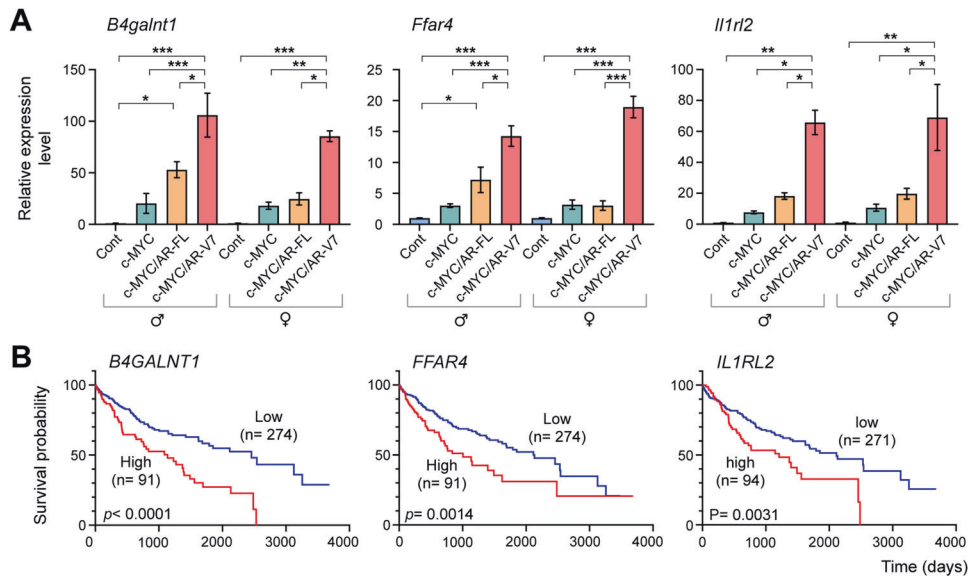 A
B4galnt1
Ffar4
Il1rl2
*** *** *** *** ** **
*** ** *** *** * *
* * * *** * *
* *
Relative expression
level
150 100 50 0
25 20 15 10 5 0
100 80 60 40 20 0
Cont c-MYC c-MYC/AR-FL c-MYC/AR-V7 Cont c-MYC c-MYC/AR-FL c-MYC/AR-V7
Cont c-MYC c-MYC/AR-FL c-MYC/AR-V7 Cont c-MYC c-MYC/AR-FL c-MYC/AR-V7
Cont c-MYC c-MYC/AR-FL c-MYC/AR-V7 Cont c-MYC c-MYC/AR-FL c-MYC/AR-V7
♂ ♀ ♂ ♀ ♂ ♀
B
B4GALNT1
FFAR4
IL1RL2
Survival probability
100
50
0
Low
(n= 274)
High
(n= 91)
p< 0.0001
0 1000 2000 3000 4000
100
50
0
Low
(n= 274)
High
(n= 91)
p= 0.0014
0 1000 2000 3000 4000
100
50
0
low
(n= 271)
high
(n= 94)
P= 0.0031
0 1000 2000 3000 4000
Time (days)